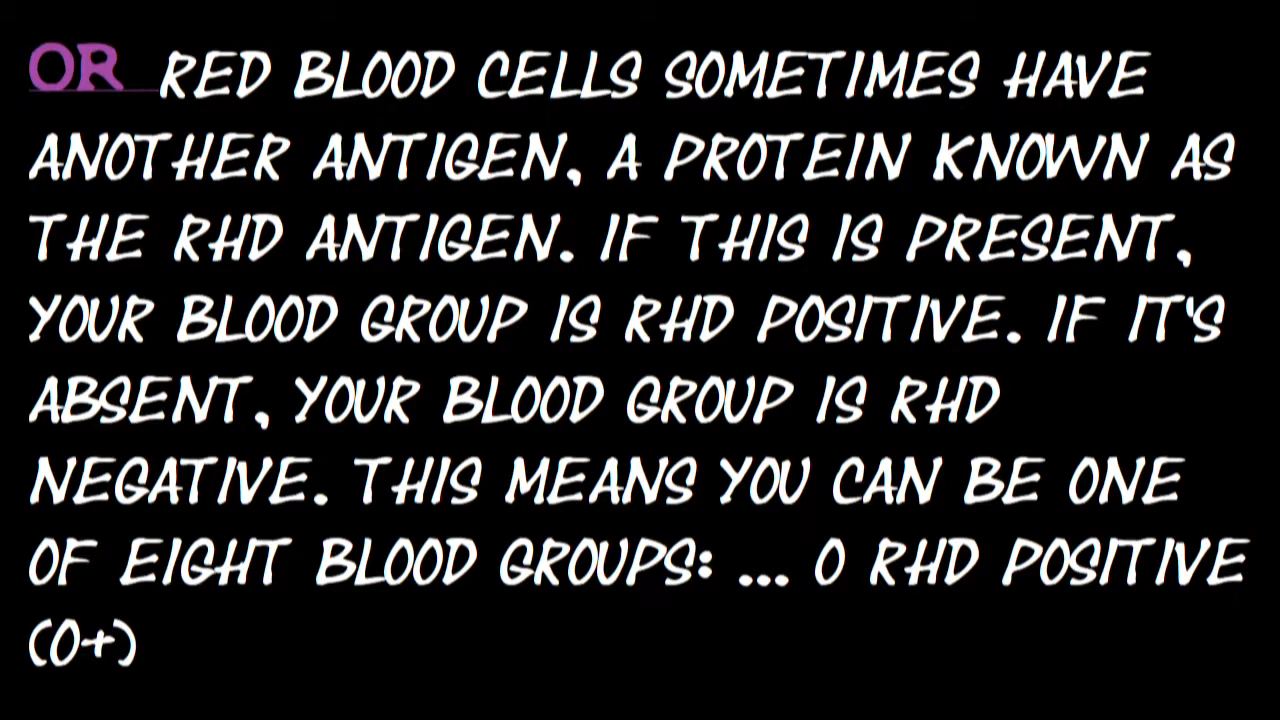 OR RED BLOOD CELLS SOMETIMES HAVE
ANOTHER ANTIGEN, A PROTEIN KNOWN AS
THE RHD ANTIGEN. IF THIS IS PRESENT,
YOUR BLOOD GROUP IS RHD POSITIVE. IF IT'S
ABSENT, YOUR BLOOD GROUP IS RHD
NEGATIVE. THIS MEANS YOU CAN BE ONE
OF EIGHT BLOOD GROUPS: ... O RHD POSITIVE
(O+)